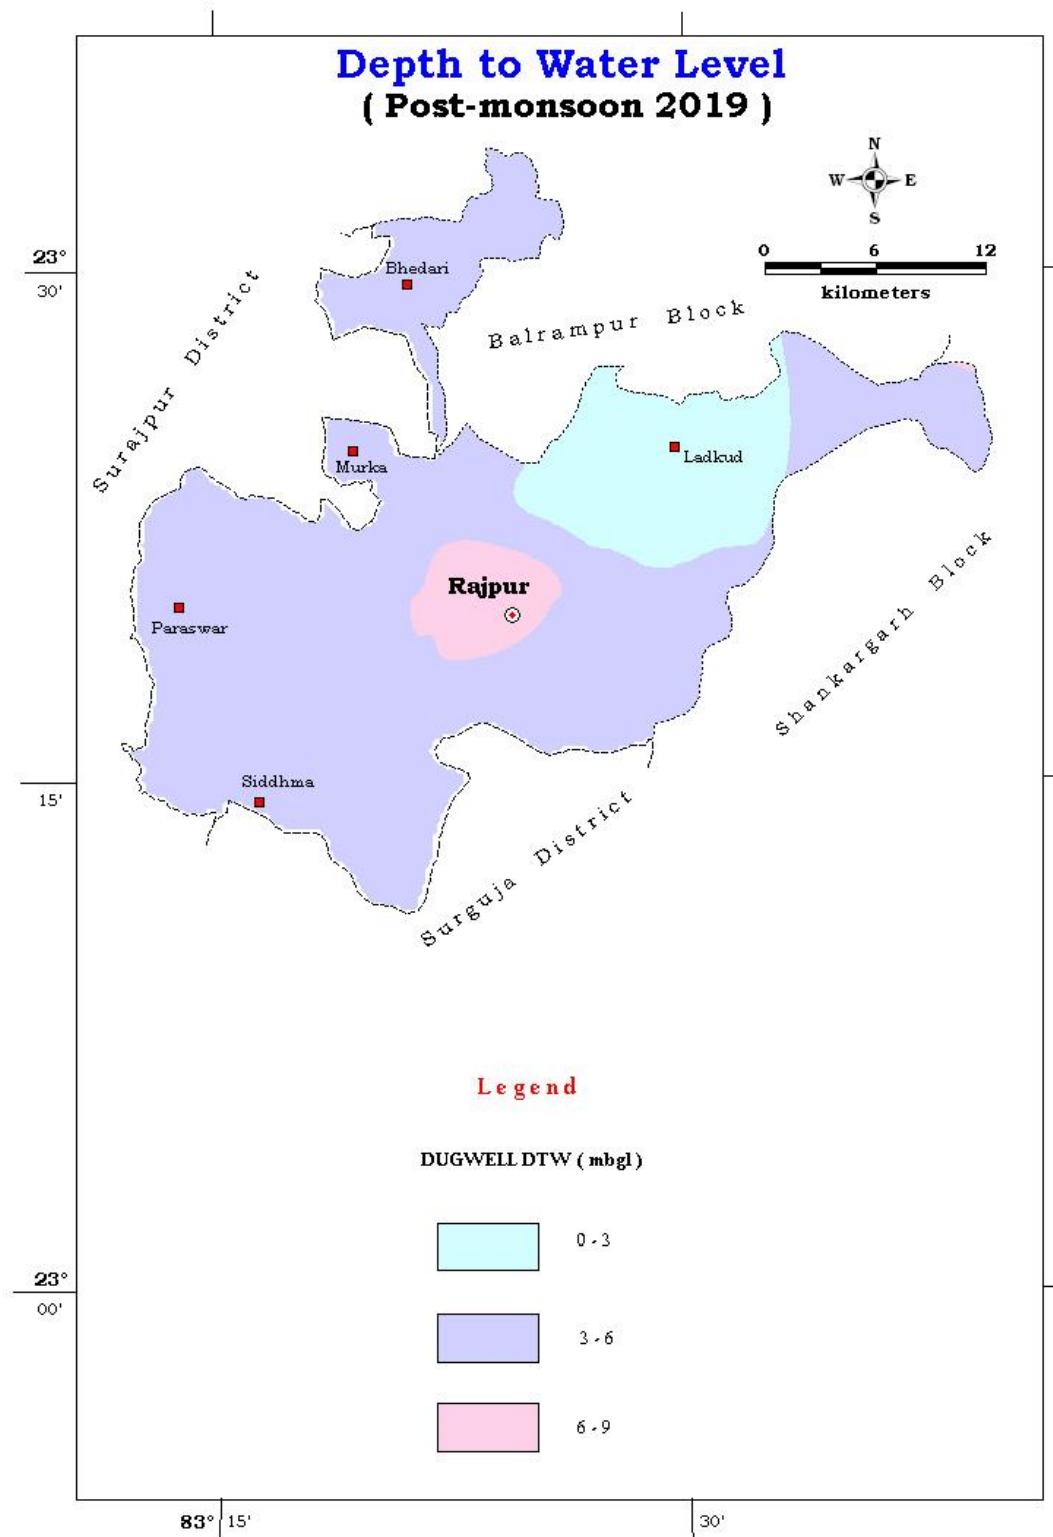 Depth to Water Level
( Post-monsoon 2019 )
N
W E
S
0 6 12
kilometers
23°
30'
Bhedari
Surajpur District
Balrampur Block
Murka
Ladkud
Rajpur
Paraswar
Shankargarh Block
Siddhma
15'
Surguja District
Legend
DUGWELL DTW ( mbgl )
0 - 3
23°
00'
3 - 6
6 - 9
83° 15' 30'